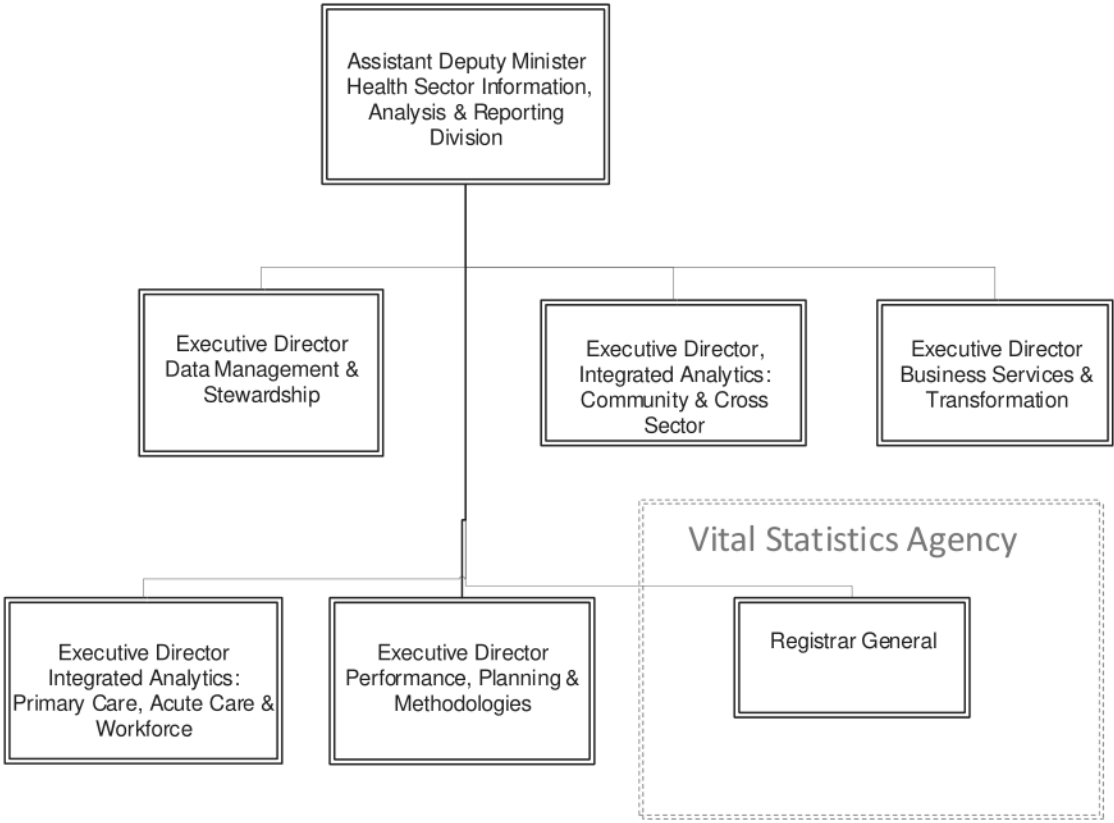 Assistant Deputy Minister
Health Sector Information,
Analysis & Reporting
Division
Executive Director
Data Management &
Stewardship
Executive Director,
Integrated Analytics:
Community & Cross
Sector
Executive Director
Business Services &
Transformation
Vital Statistics Agency
Executive Director
Integrated Analytics:
Primary Care, Acute Care &
Workforce
Executive Director
Performance, Planning &
Methodologies
Registrar General